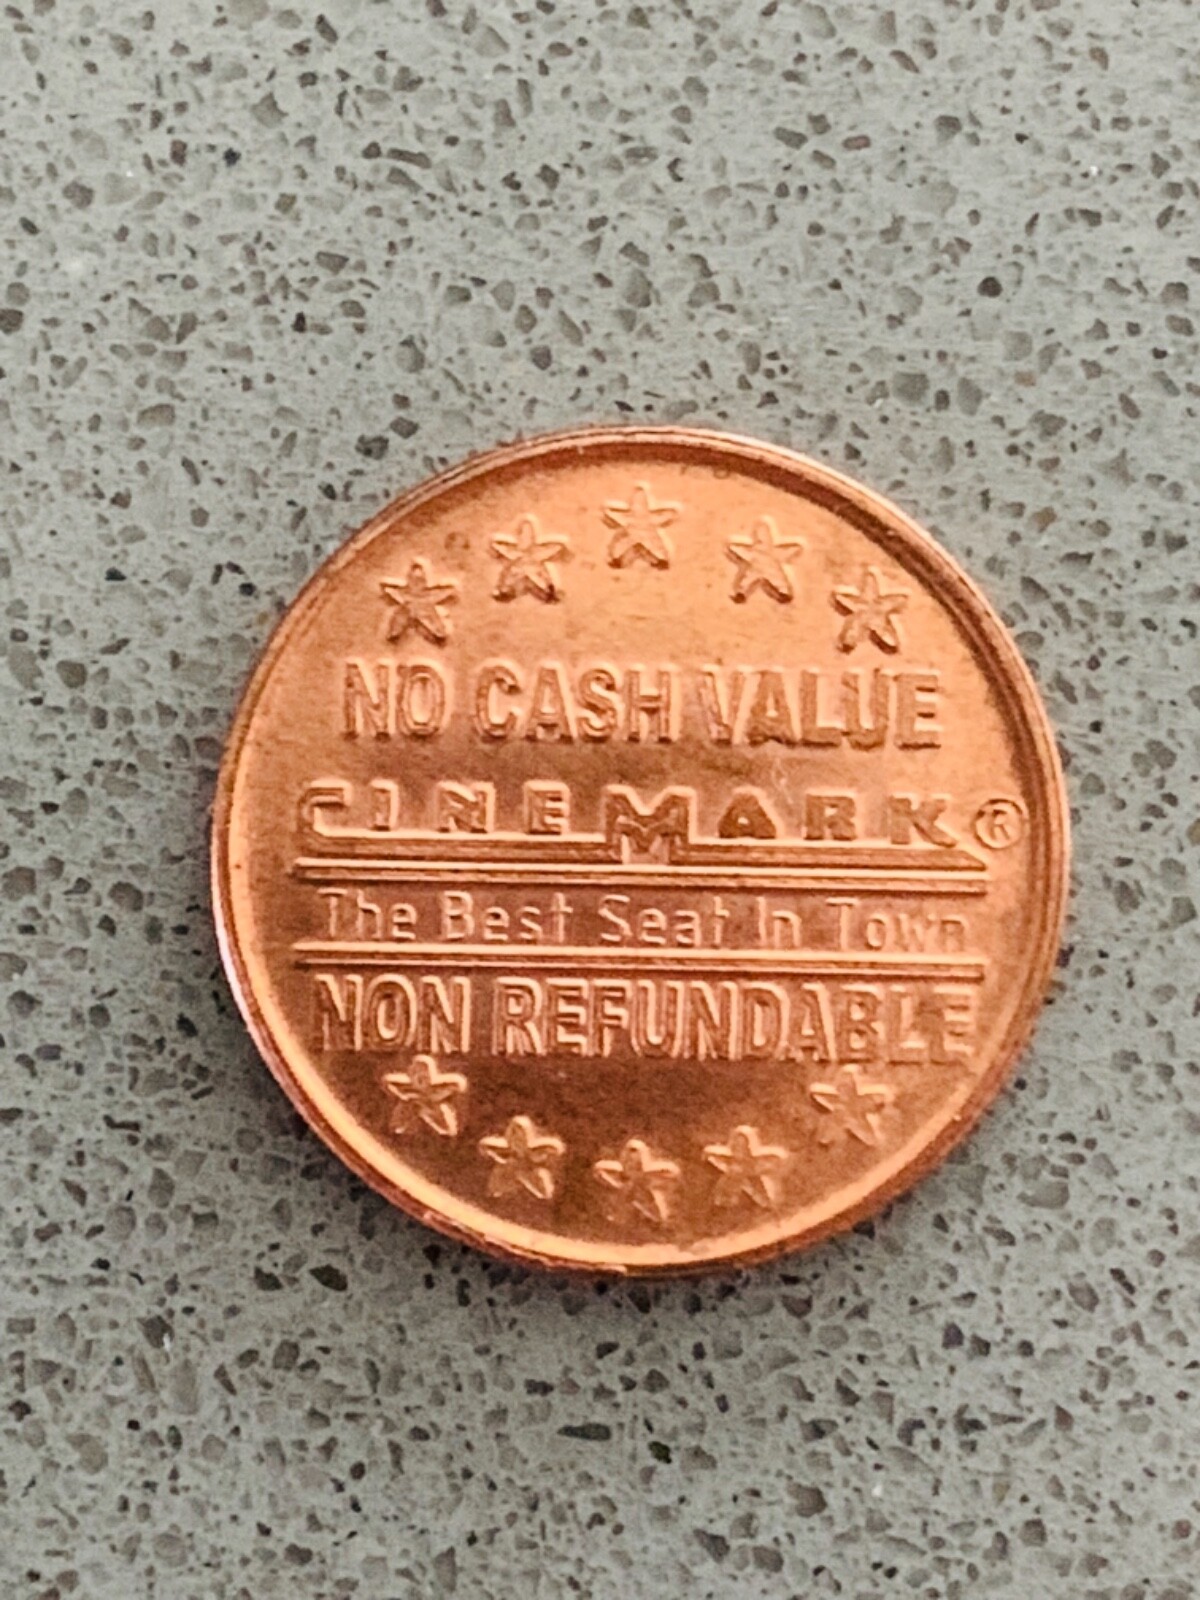 NO CASH VALUE
CINEMARK®
The Best Seat In Town
NON REFUNDABLE